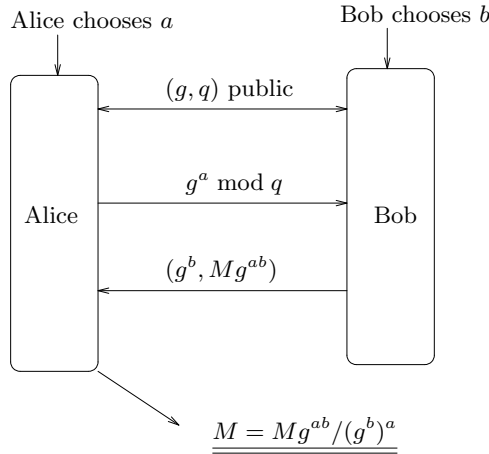 Alice chooses a
Bob chooses b
(g, q) public
g^a mod q
Alice
Bob
(g^b, Mg^{ab})
M = Mg^{ab}/(g^b)^a